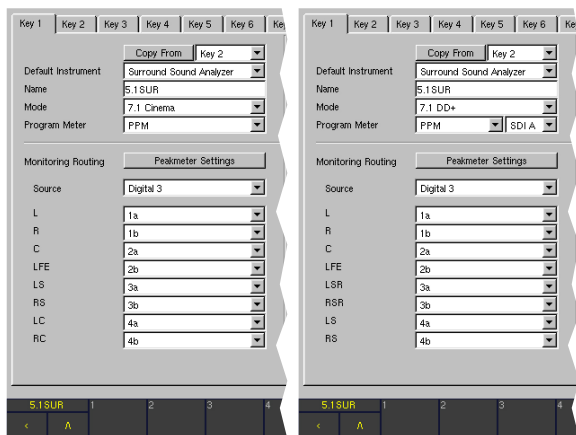 Key 1 Key 2 Key 3 Key 4 Key 5 Key 6
Copy From Key 2
Default Instrument Surround Sound Analyzer
Name 5.1SUR
Mode 7.1 Cinema
Program Meter PPM
Monitoring Routing Peakmeter Settings
Source Digital 3
L 1a
R 1b
C 2a
LFE 2b
LS 3a
RS 3b
LC 4a
RC 4b
5.1SUR 1 2 3 4
< Λ
Key 1 Key 2 Key 3 Key 4 Key 5 Key 6 Ke
Copy From Key 2
Default Instrument Surround Sound Analyzer
Name 5.1SUR
Mode 7.1 DD+
Program Meter PPM SDI A
Monitoring Routing Peakmeter Settings
Source Digital 3
L 1a
R 1b
C 2a
LFE 2b
LSR 3a
RSR 3b
LS 4a
RS 4b
5.1SUR 1 2 3 4
< Λ